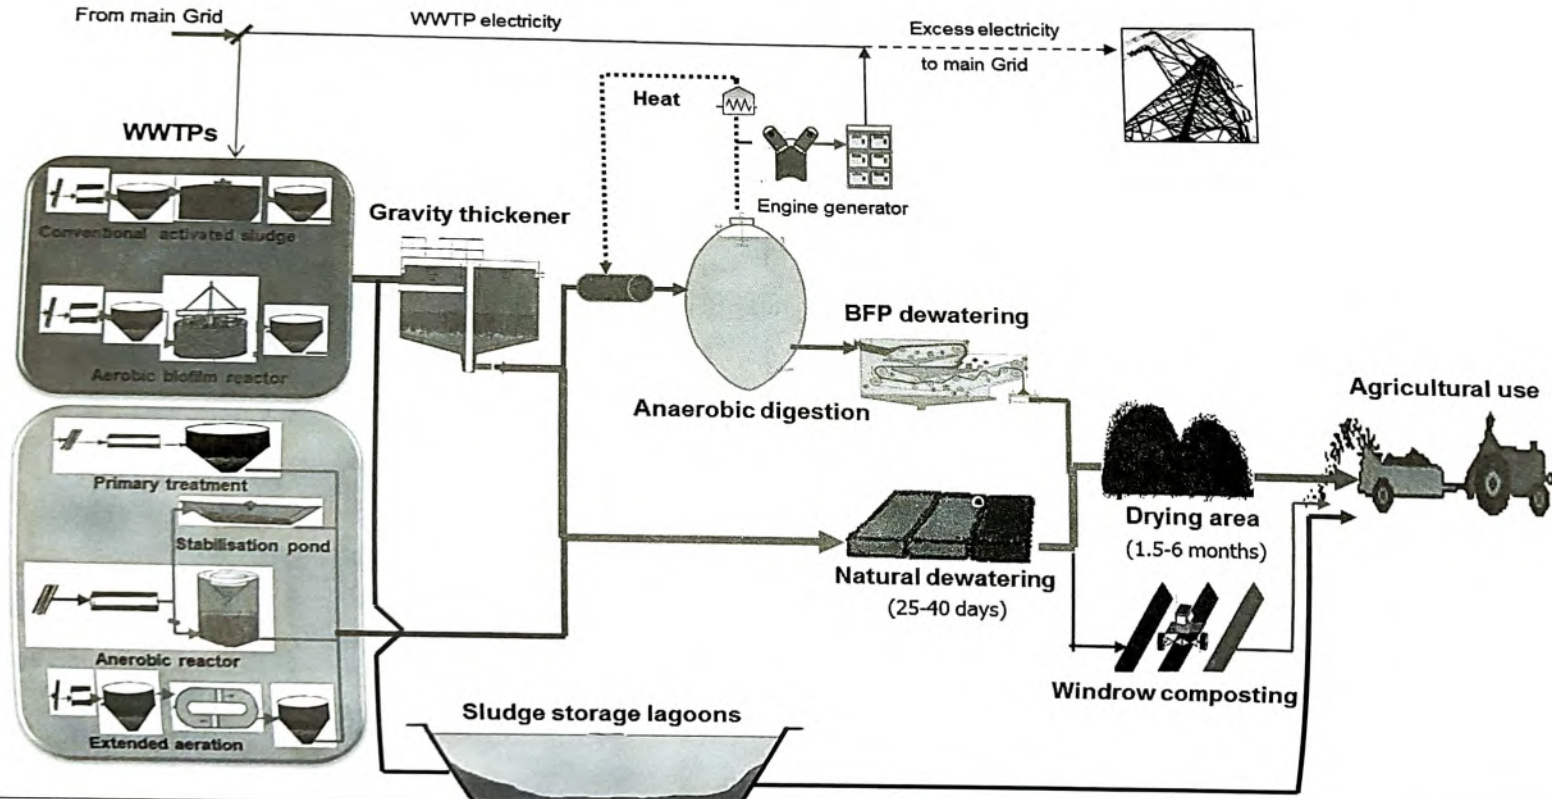 From main Grid
WWTP electricity
Excess electricity
to main Grid
Heat
WWTPs
Engine generator
Conventional activated sludge
Gravity thickener
Aerobic biofilm reactor
BFP dewatering
Anaerobic digestion
Agricultural use
Primary treatment
Stabilisation pond
Drying area
(1.5-6 months)
Natural dewatering
(25-40 days)
Anerobic reactor
Windrow composting
Sludge storage lagoons
Extended aeration